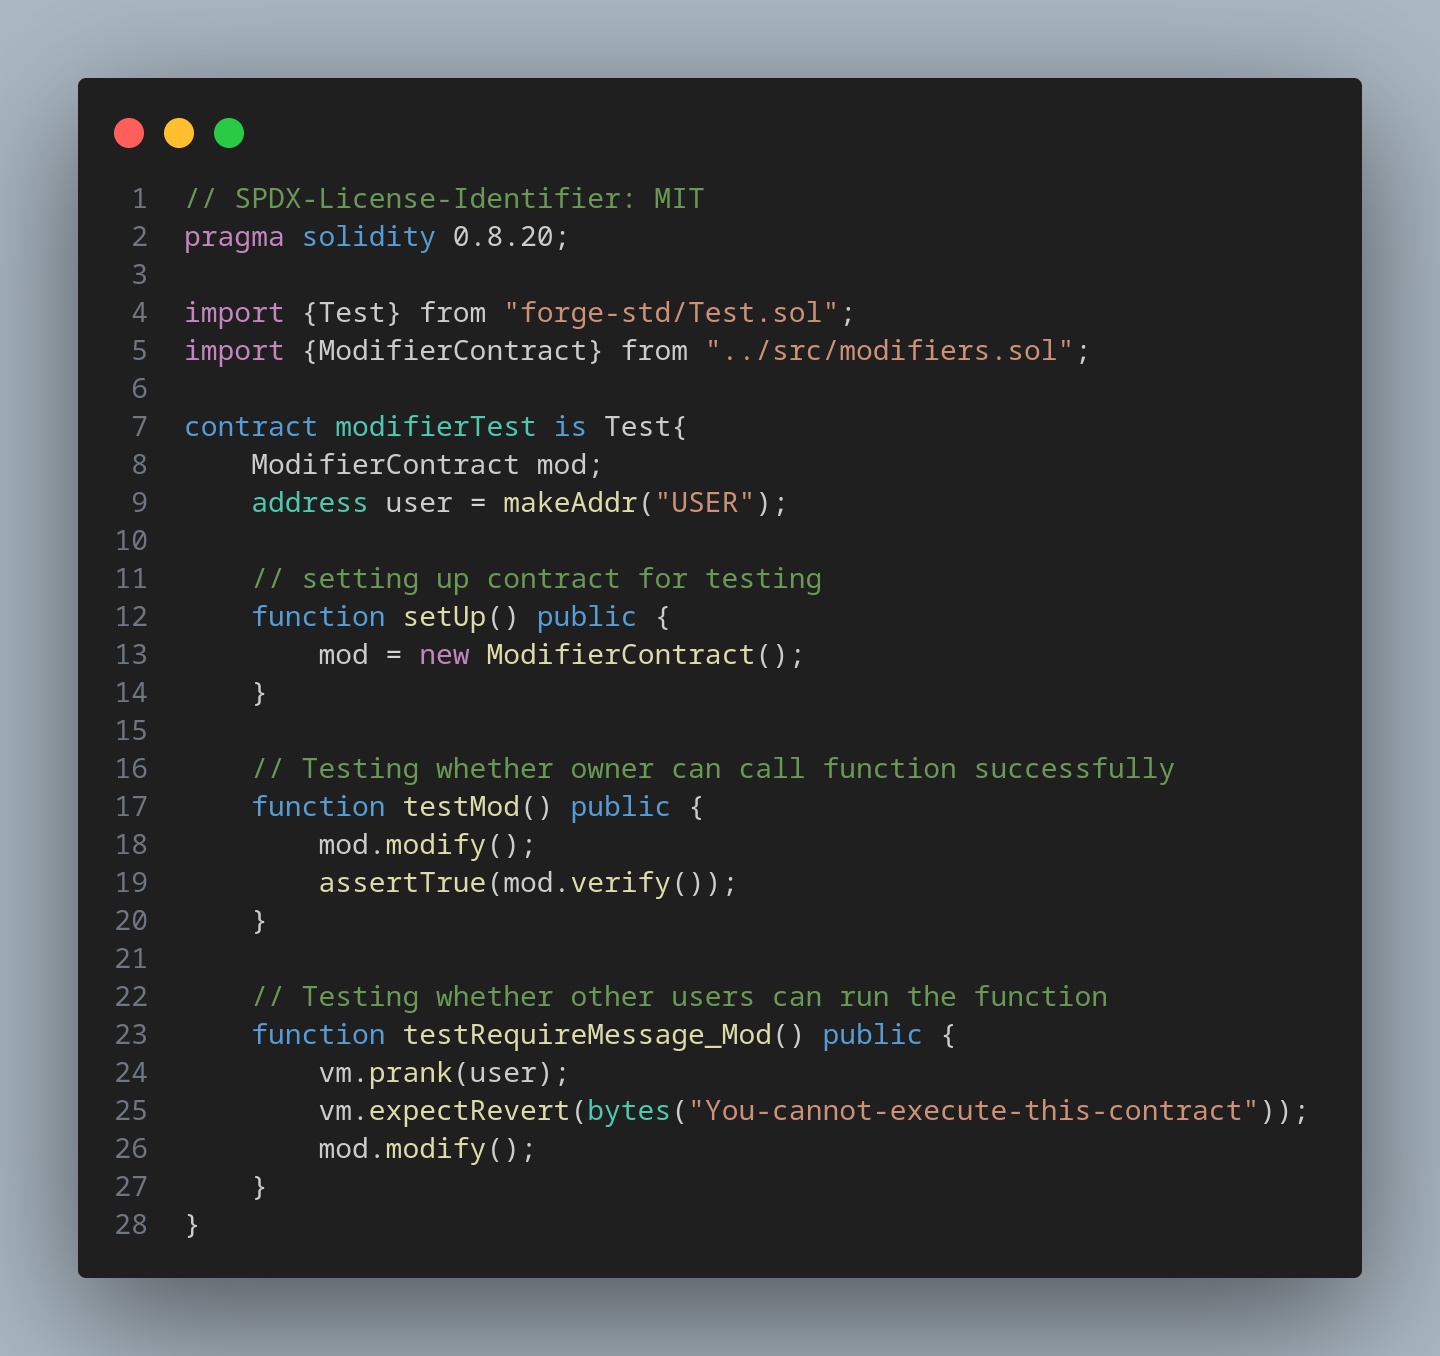 1 // SPDX-License-Identifier: MIT
2 pragma solidity 0.8.20;
3
4 import {Test} from "forge-std/Test.sol";
5 import {ModifierContract} from "../src/modifiers.sol";
6
7 contract modifierTest is Test{
8     ModifierContract mod;
9     address user = makeAddr("USER");
10
11     // setting up contract for testing
12     function setUp() public {
13         mod = new ModifierContract();
14     }
15
16     // Testing whether owner can call function successfully
17     function testMod() public {
18         mod.modify();
19         assertTrue(mod.verify());
20     }
21
22     // Testing whether other users can run the function
23     function testRequireMessage_Mod() public {
24         vm.prank(user);
25         vm.expectRevert(bytes("You-cannot-execute-this-contract"));
26         mod.modify();
27     }
28 }